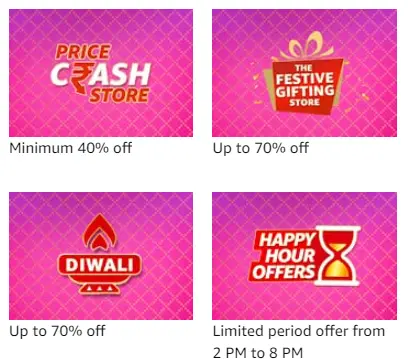 PRICE
C₹ASH
STORE
Minimum 40% off
THE
FESTIVE
GIFTING
STORE
Up to 70% off
DIWALI
Up to 70% off
HAPPY
HOUR
OFFERS
Limited period offer from
2 PM to 8 PM